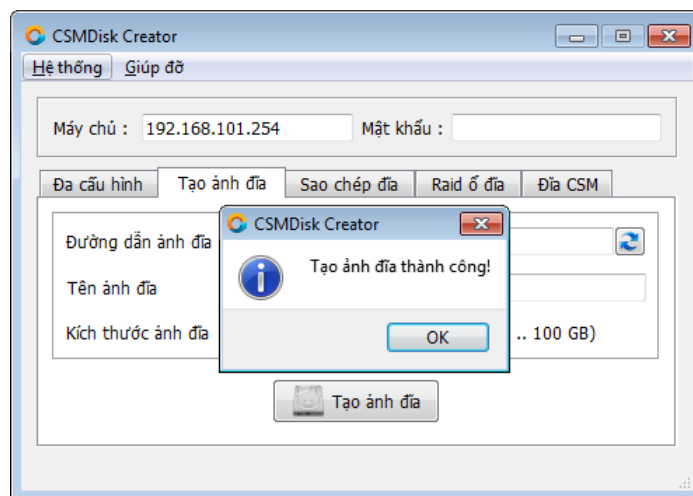 CSMDisk Creator
Hệ thống Giúp đỡ
Máy chủ : 192.168.101.254 Mật khẩu :
Đa cấu hình Tạo ảnh đĩa Sao chép đĩa Raid ổ đĩa Đĩa CSM
CSMDisk Creator
Đường dẫn ảnh đĩa
Tạo ảnh đĩa thành công!
Tên ảnh đĩa
Kích thước ảnh đĩa OK .. 100 GB)
Tạo ảnh đĩa